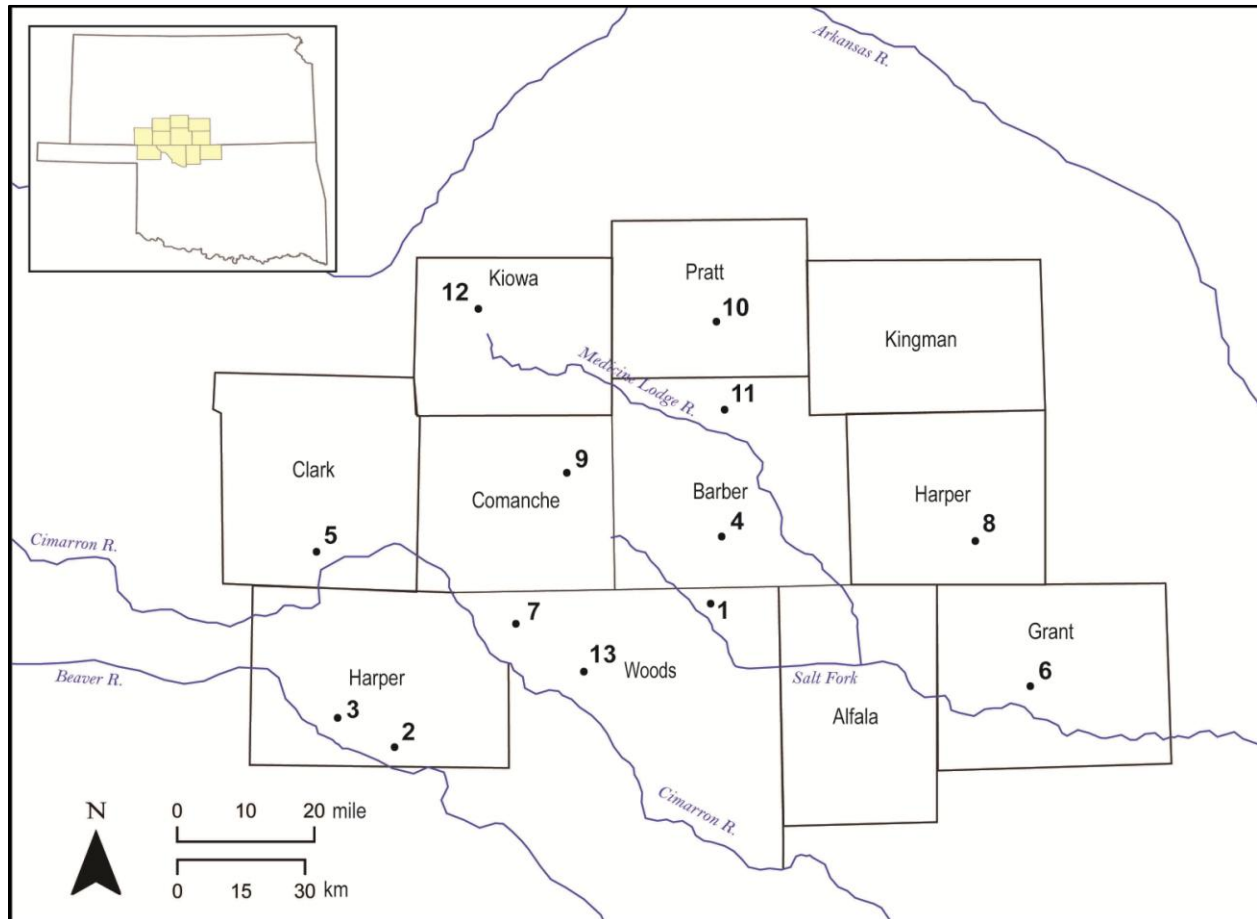 Arkansas R.
Kiowa
12
Pratt
10
Kingman
Medicine Lodge R.
11
Clark
9
Comanche
Barber
4
Harper
8
5
Cimarron R.
7
1
13
Woods
Grant
6
Beaver R.
Harper
3
2
Salt Fork
Alfala
Cimarron R.
N
0 10 20 mile
0 15 30 km